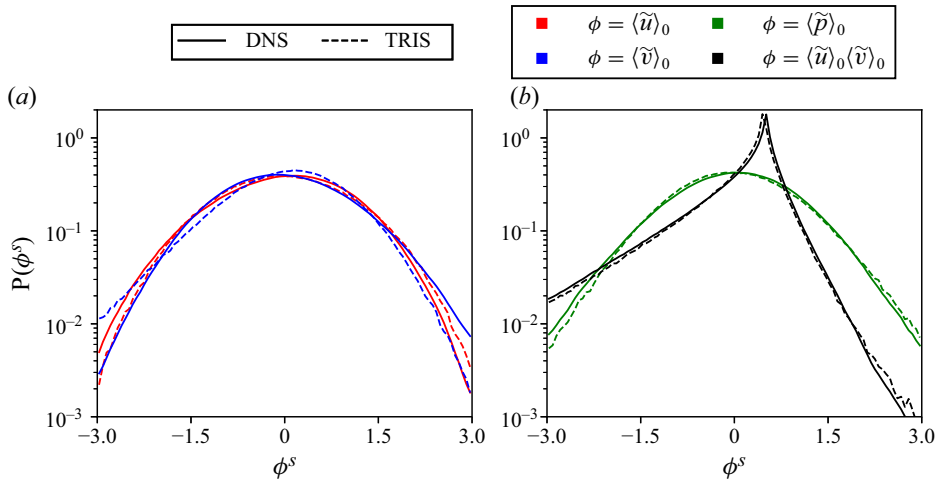 DNS TRIS
ϕ = ⟨ũ⟩₀ ϕ = ⟨p̃⟩₀
ϕ = ⟨ṽ⟩₀ ϕ = ⟨ũ⟩₀⟨ṽ⟩₀
(a) (b)
10⁰ 10⁰
10⁻¹ 10⁻¹
P(ϕˢ)
10⁻² 10⁻²
10⁻³ 10⁻³
−3.0 −1.5 0 1.5 3.0 −3.0 −1.5 0 1.5 3.0
ϕˢ ϕˢ